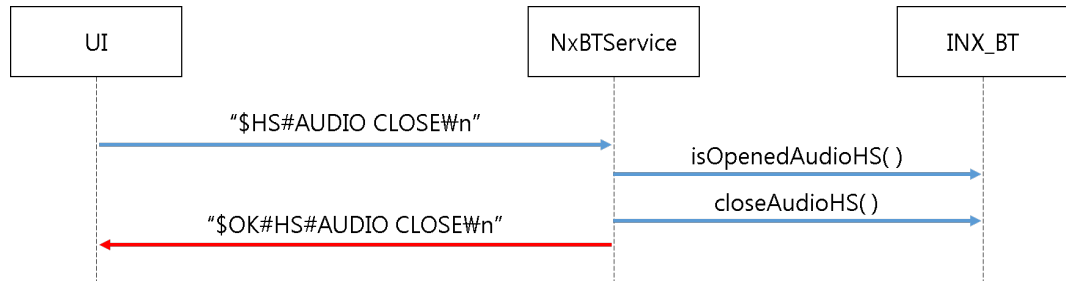 UI
NxBTService
INX_BT
“$HS#AUDIO CLOSE₩n”
isOpenedAudioHS( )
closeAudioHS( )
“$OK#HS#AUDIO CLOSE₩n”